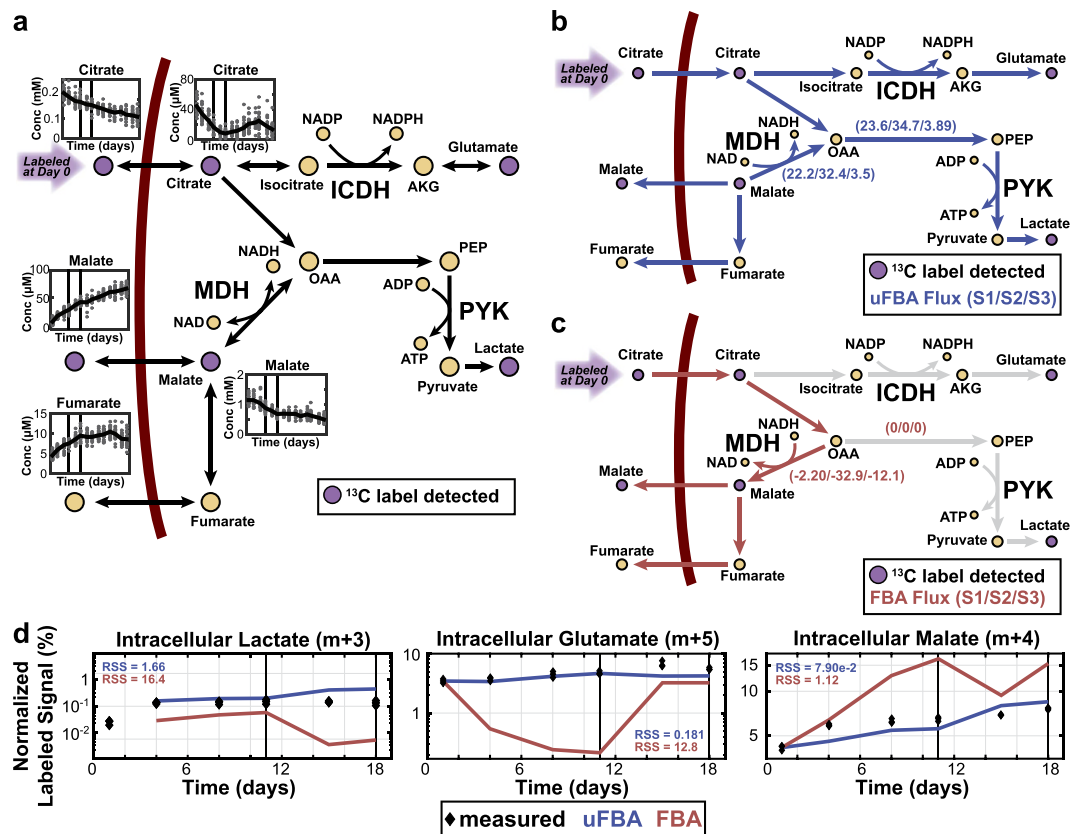 a
Citrate
Conc (mM)
0.2
0.1
0
Time (days)
Citrate
Conc (µM)
80
40
0
Time (days)
Labeled
at Day 0
Citrate
Isocitrate
NADP
NADPH
ICDH
AKG
Glutamate
Malate
Conc (µM)
100
50
0
Time (days)
NADH
MDH
NAD
OAA
PEP
ADP
PYK
ATP
Pyruvate
Lactate
Malate
Malate
Conc (mM)
2
1
0
Time (days)
Fumarate
Conc (µM)
15
10
5
0
Time (days)
Fumarate
13C label detected
b
Labeled
at Day 0
Citrate
Citrate
NADP
NADPH
Isocitrate
ICDH
AKG
Glutamate
NADH
MDH
NAD
OAA
(23.6/34.7/3.89)
PEP
(22.2/32.4/3.5)
ADP
PYK
ATP
Malate
Malate
Pyruvate
Lactate
Fumarate
Fumarate
13C label detected
uFBA Flux (S1/S2/S3)
c
Labeled
at Day 0
Citrate
Citrate
NADP
NADPH
Isocitrate
ICDH
AKG
Glutamate
NADH
MDH
NAD
OAA
(0/0/0)
PEP
(-2.20/-32.9/-12.1)
ADP
PYK
ATP
Malate
Malate
Pyruvate
Lactate
Fumarate
Fumarate
13C label detected
FBA Flux (S1/S2/S3)
d
Normalized
Labeled Signal (%)
Intracellular Lactate (m+3)
RSS = 1.66
RSS = 16.4
1
10-1
10-2
0 6 12 18
Time (days)
Intracellular Glutamate (m+5)
10
1
RSS = 0.181
RSS = 12.8
0 6 12 18
Time (days)
Intracellular Malate (m+4)
RSS = 7.90e-2
RSS = 1.12
15
10
5
0 6 12 18
Time (days)
measured uFBA FBA